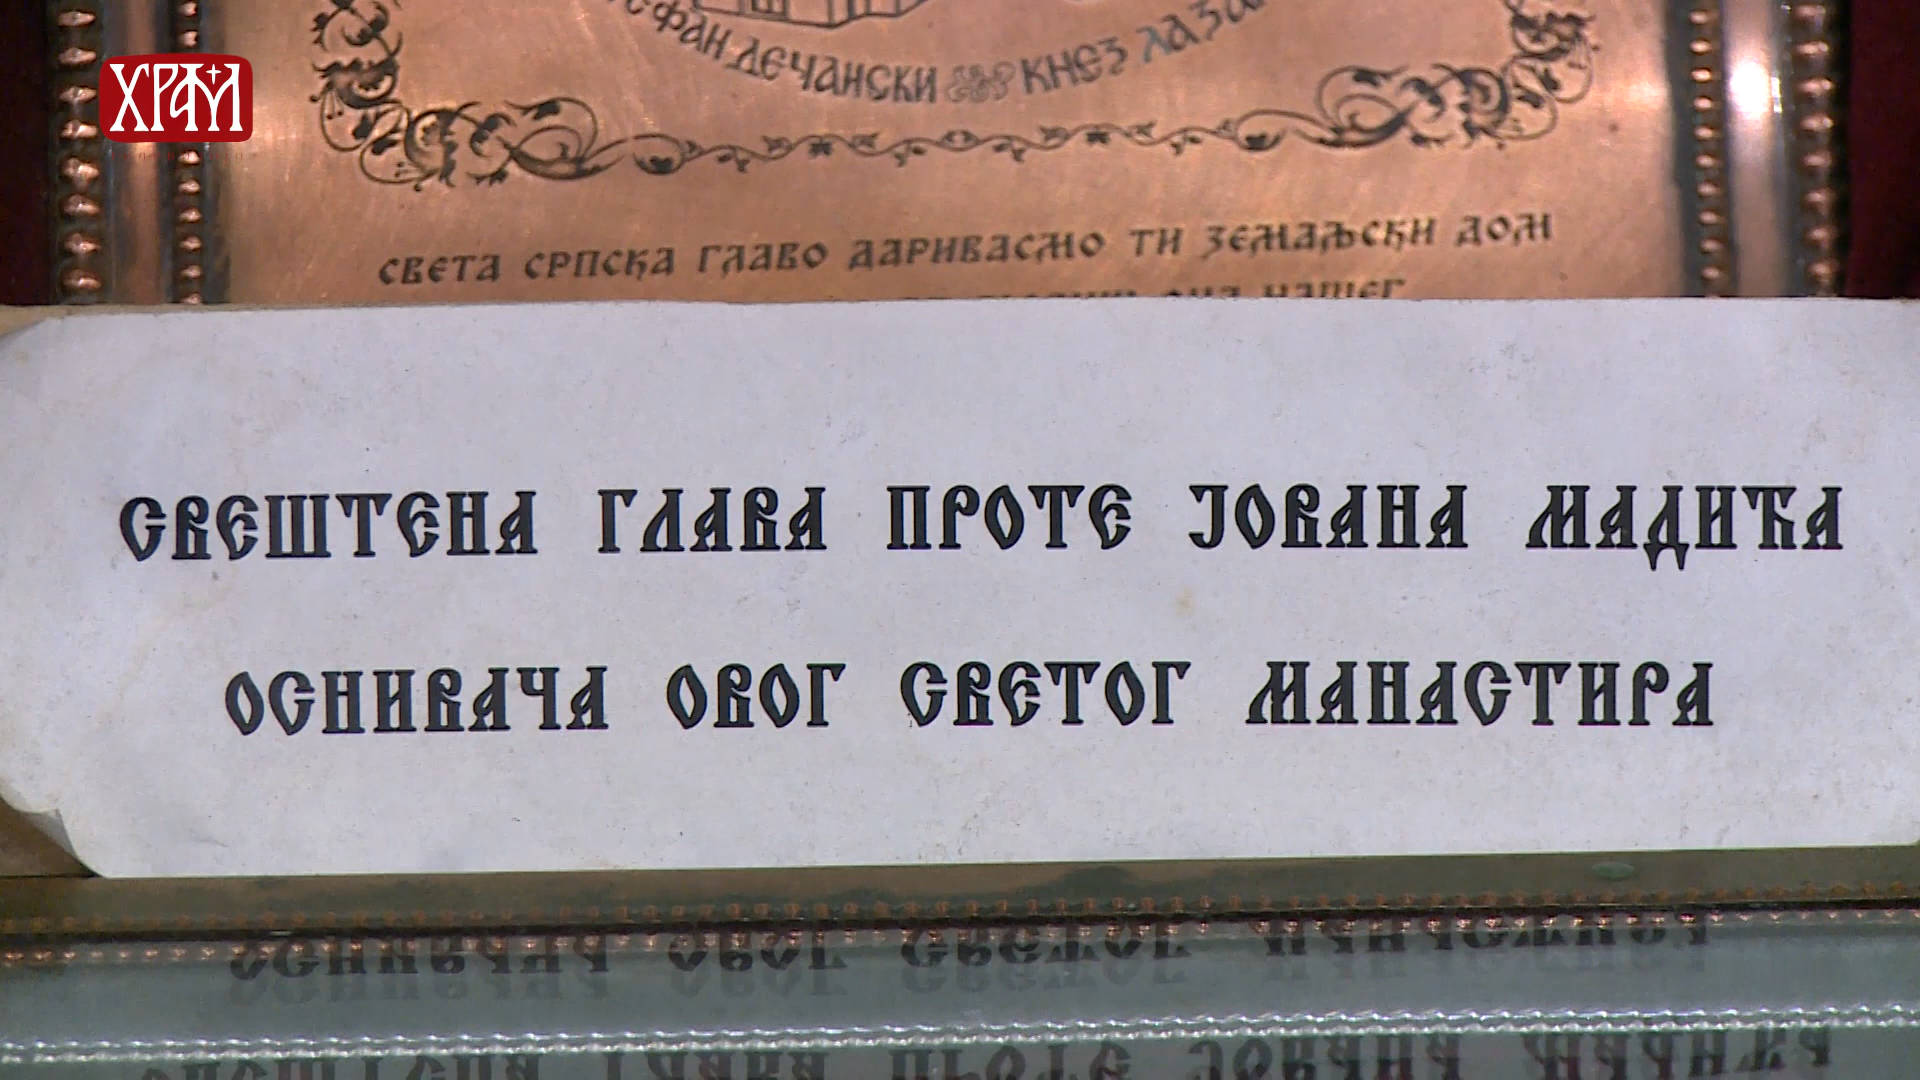 ХРАМ
ДЕЧАНСКИ КНЕЗ
СВЕТА СРПСКА ГЛАВО ДАРИВАСМО ТИ ЗЕМАЉСКИ ДОМ
НАШЕГ
СВЕШТЕНА ГЛАВА ПРОТЕ ЈОВАНА МАДИЋА
ОСНИВАЧА ОВОГ СВЕТОГ МАНАСТИРА